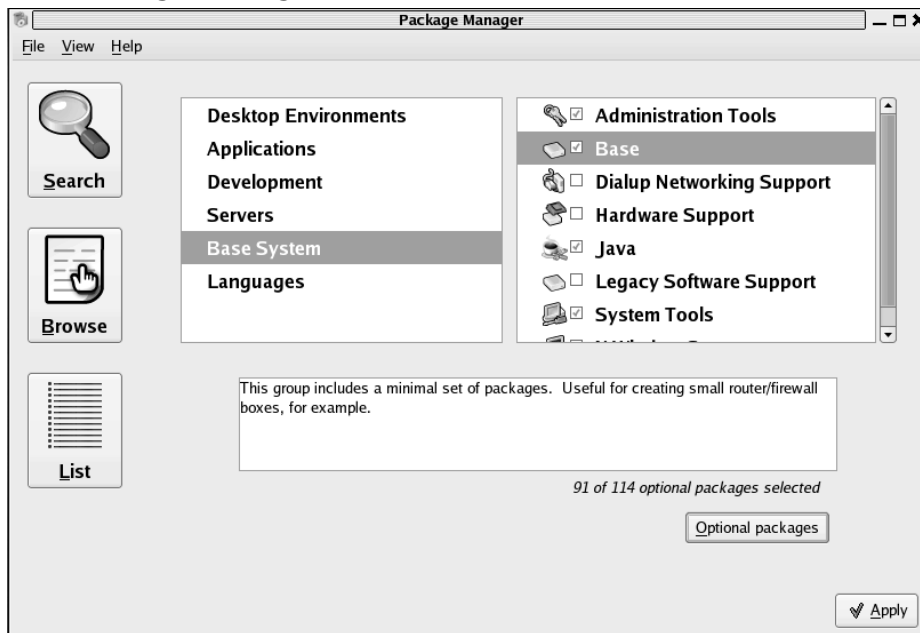 Package Manager
File View Help
Search
Browse
List
Desktop Environments
Applications
Development
Servers
Base System
Languages
Administration Tools
Base
Dialup Networking Support
Hardware Support
Java
Legacy Software Support
System Tools
This group includes a minimal set of packages. Useful for creating small router/firewall
boxes, for example.
91 of 114 optional packages selected
Optional packages
Apply